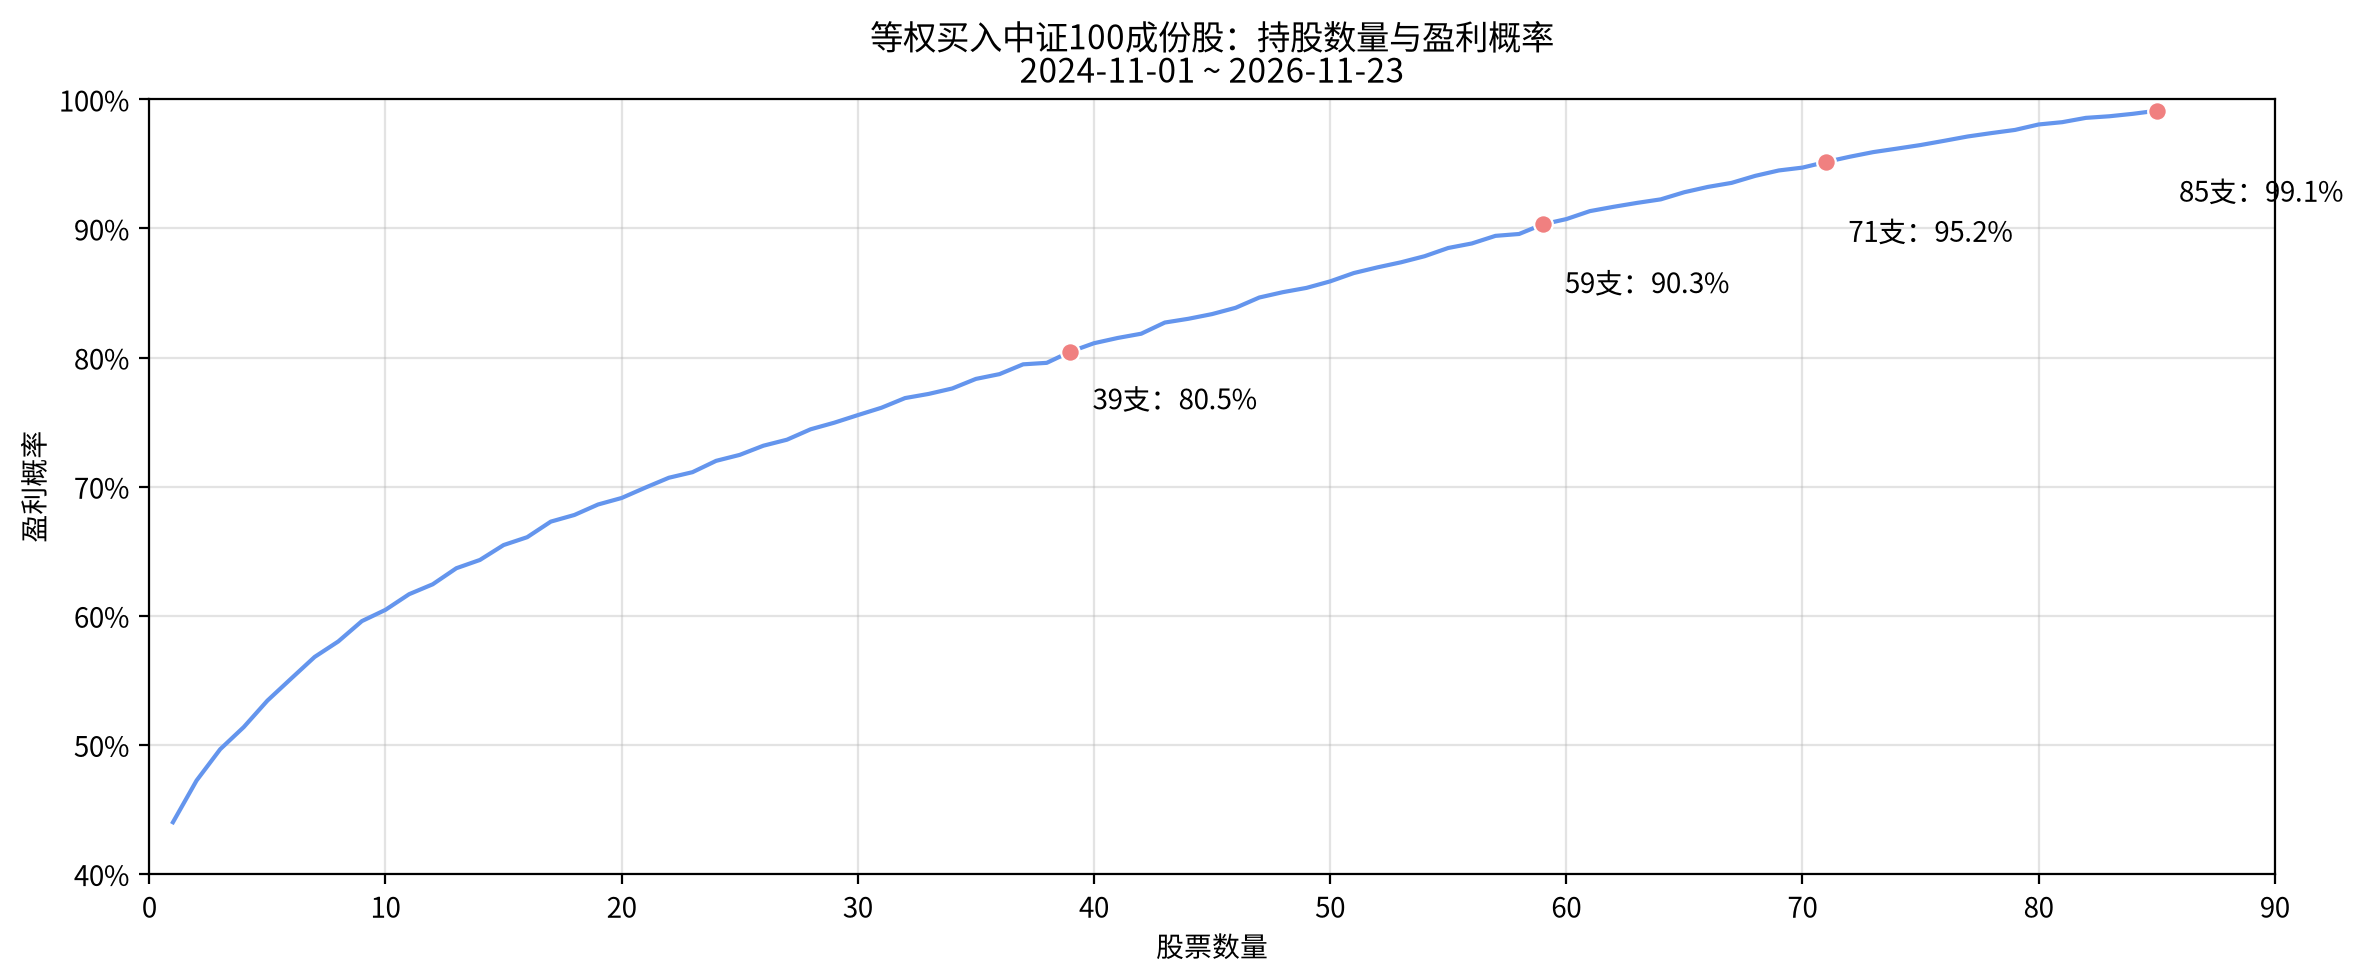 等权买入中证100成份股：持股数量与盈利概率
2024-11-01 ~ 2026-11-23
100%
90%
80%
70%
60%
50%
40%
盈利概率
85支：99.1%
71支：95.2%
59支：90.3%
39支：80.5%
0 10 20 30 40 50 60 70 80 90
股票数量